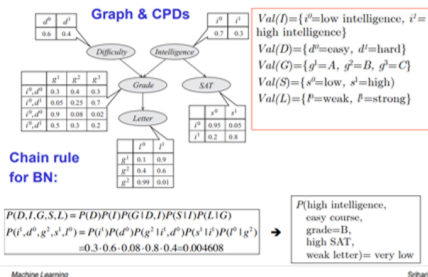 Graph & CPDs
d⁰ d¹
0.6 0.4
i⁰ i¹
0.7 0.3
Difficulty
Intelligence
g¹ g² g³
i⁰,d⁰ 0.3 0.4 0.3
i⁰,d¹ 0.05 0.25 0.7
i¹,d⁰ 0.9 0.08 0.02
i¹,d¹ 0.5 0.3 0.2
Grade
SAT
s⁰ s¹
i⁰ 0.95 0.05
i¹ 0.2 0.8
Letter
l⁰ l¹
g¹ 0.1 0.9
g² 0.4 0.6
g² 0.99 0.01
Val(I)={i⁰=low intelligence, i¹=
high intelligence}
Val(D)={d⁰=easy, d¹=hard}
Val(G)={g¹=A, g²=B, g³=C}
Val(S)={s⁰=low, s¹=high)
Val(L)={l⁰=weak, l¹=strong}
Chain rule
for BN:
P(D,I,G,S,L) = P(D)P(I)P(G|D,I)P(S|I)P(L|G)
P(i¹,d⁰,g²,s¹,l⁰) = P(i¹)P(d⁰)P(g²|i¹,d⁰)P(s¹|i¹)P(l⁰|g²)
=0.3·0.6·0.08·0.8·0.4=0.004608
P(high intelligence,
easy course,
grade=B,
high SAT,
weak letter)= very low
Machine Learning
Srihari